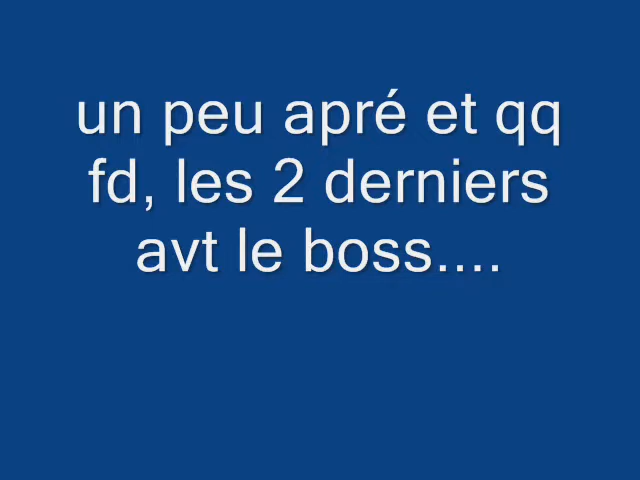 un peu apré et qq
fd, les 2 derniers
avt le boss....